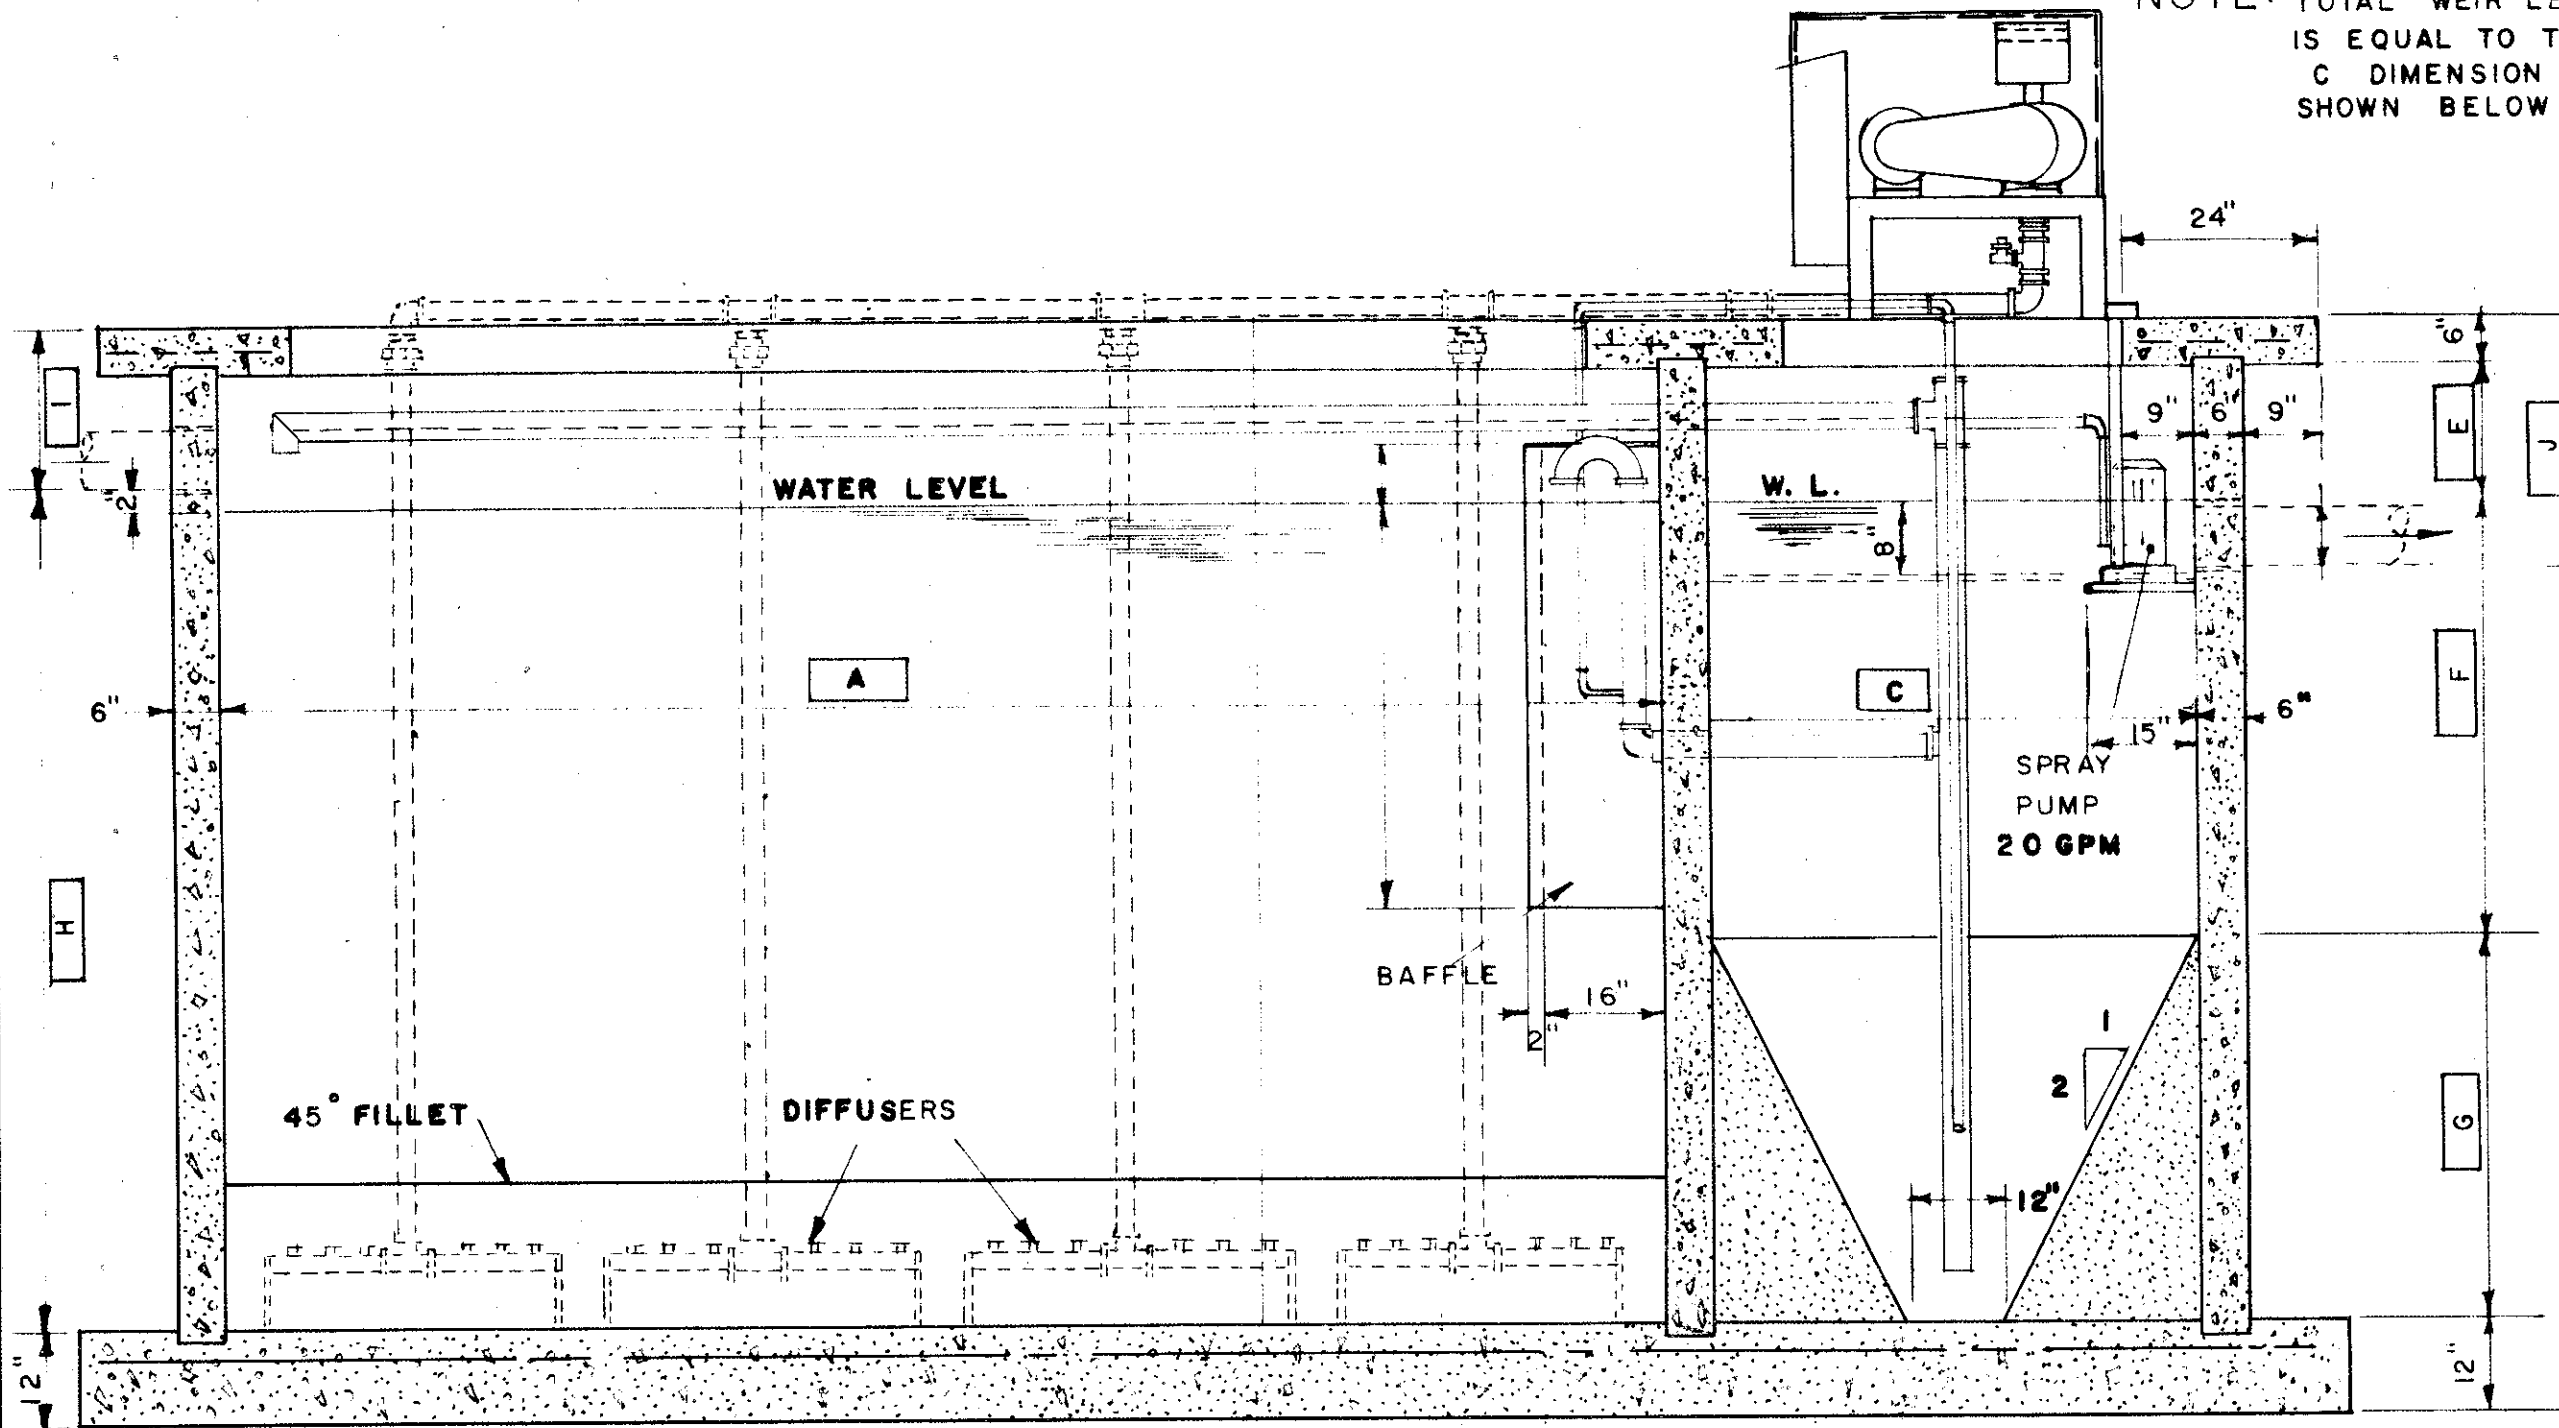 NOTE: TOTAL WEIR LE
IS EQUAL TO T
C DIMENSION
SHOWN BELOW
24"
6"
I
E
J
9" 6" 9"
2"
WATER LEVEL
W. L.
8"
A
C
F
6"
6"
15"
SPRAY
PUMP
20 GPM
H
BAFFLE
16"
2"
1
2
G
45° FILLET
DIFFUSERS
12"
12"
12"